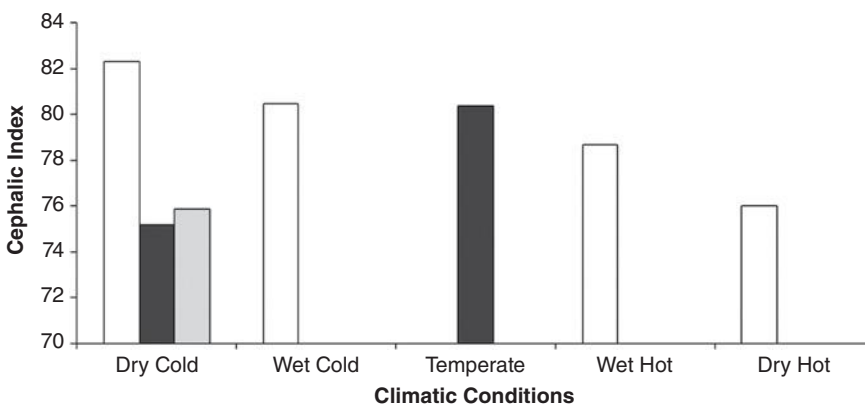 84
82
80
78
76
74
72
70
Cephalic Index
Dry Cold Wet Cold Temperate Wet Hot Dry Hot
Climatic Conditions